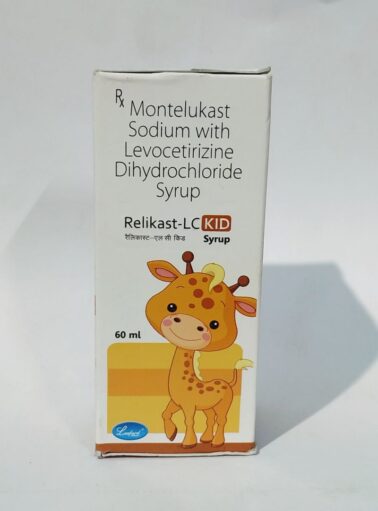 Rx Montelukast
Sodium with
Levocetirizine
Dihydrochloride
Syrup
Relikast-LC KID
रैलिकास्ट-एल सी किड Syrup
60 ml